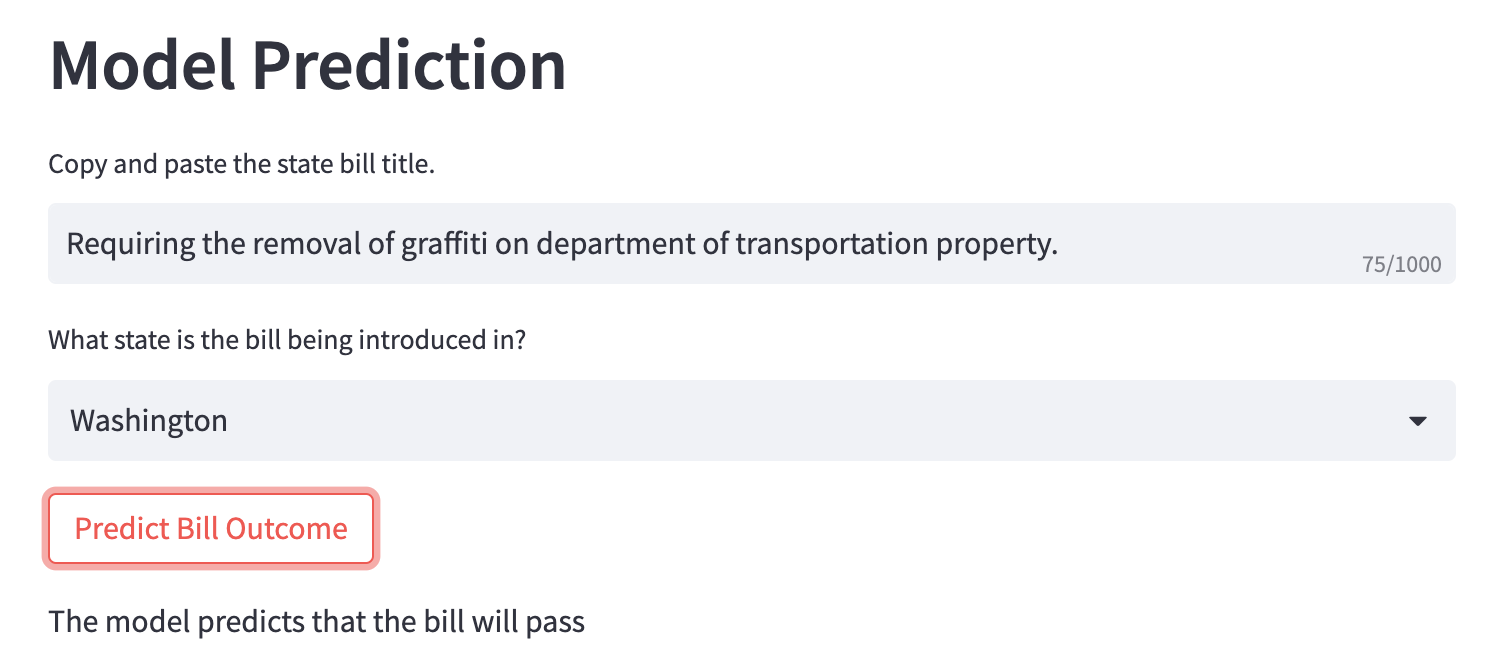 Model Prediction
Copy and paste the state bill title.
Requiring the removal of graffiti on department of transportation property.
75/1000
What state is the bill being introduced in?
Washington
Predict Bill Outcome
The model predicts that the bill will pass